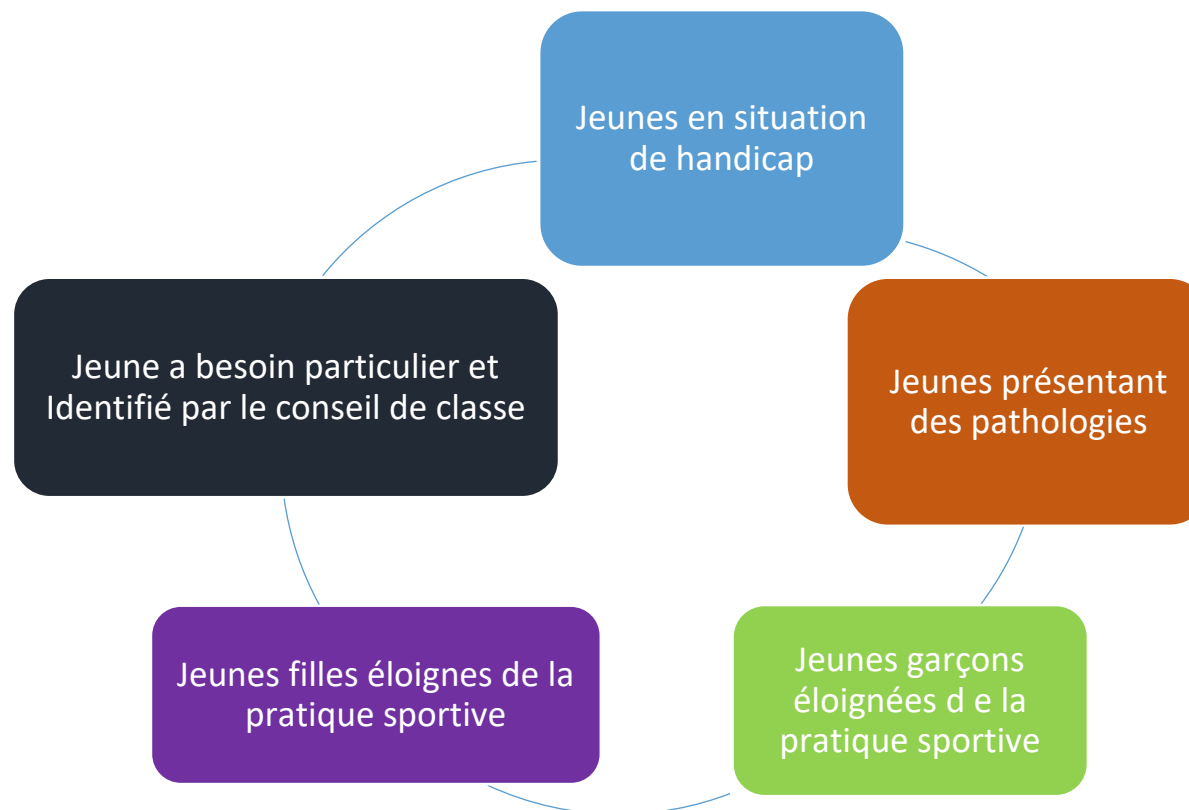 Jeunes en situation
de handicap
Jeune a besoin particulier et
Identifié par le conseil de classe
Jeunes présentant
des pathologies
Jeunes filles éloignes de la
pratique sportive
Jeunes garçons
éloignées d e la
pratique sportive